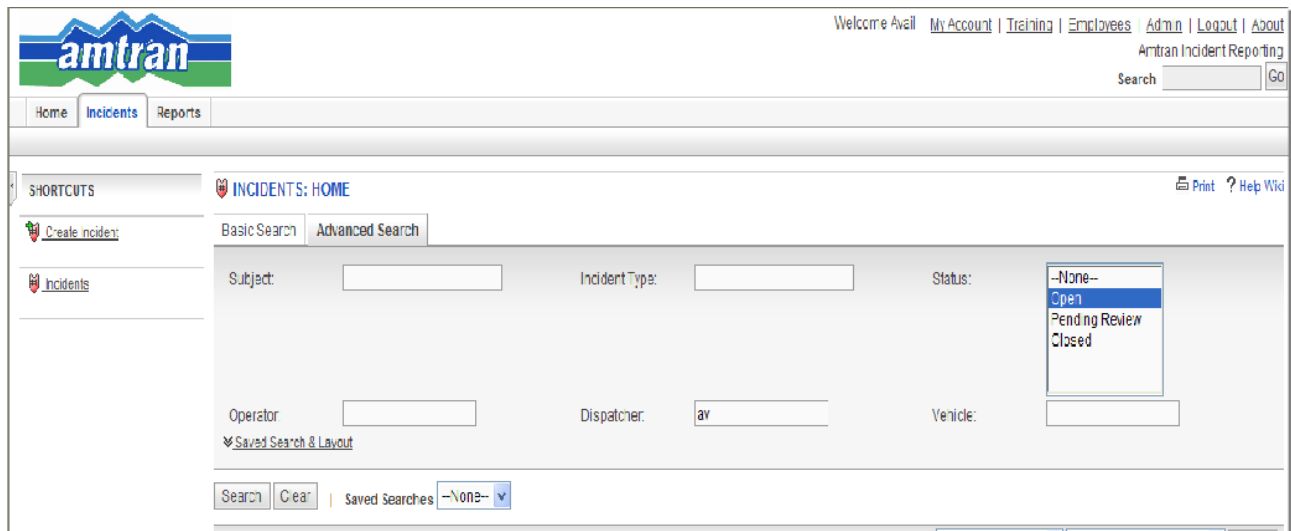 amtran
Welcome Avail My Account | Training | Employees | Admin | Logout | About
Amtran Incident Reporting
Search Go
Home Incidents Reports
SHORTCUTS
Create Incident
Incidents
INCIDENTS: HOME
Print ? Help Wiki
Basic Search Advanced Search
Subject: Incident Type: Status: --None--
Open
Pending Review
Closed
Operator Dispatcher: av Vehicle:
Saved Search & Layout
Search Clear | Saved Searches --None--